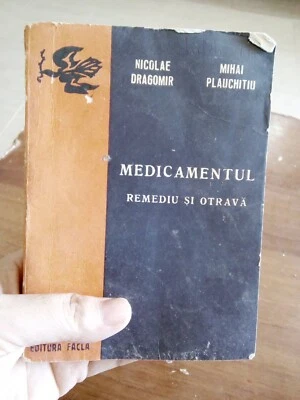 NICOLAE
DRAGOMIR
MIHAI
PLAUCHITIU
MEDICAMENTUL
REMEDIU ȘI OTRAVĂ
EDITURA FACLA